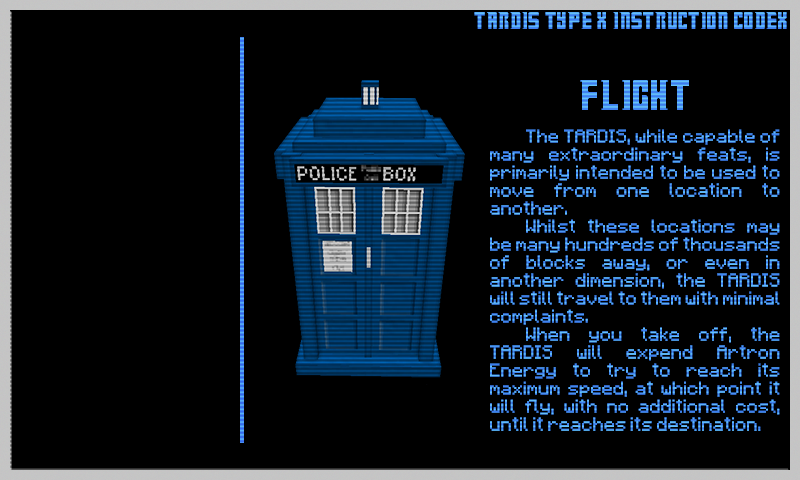 TARDIS TYPE X INSTRUCTION CODEX
FLIGHT
The TARDIS, while capable of
many extraordinary feats, is
primarily intended to be used to
move from one location to
another.
Whilst these locations may
be many hundreds of thousands
of blocks away, or even in
another dimension, the TARDIS
will still travel to them with minimal
complaints.
When you take off, the
TARDIS will expend Artron
Energy to try to reach its
maximum speed, at which point it
will fly, with no additional cost,
until it reaches its destination.
POLICE BOX